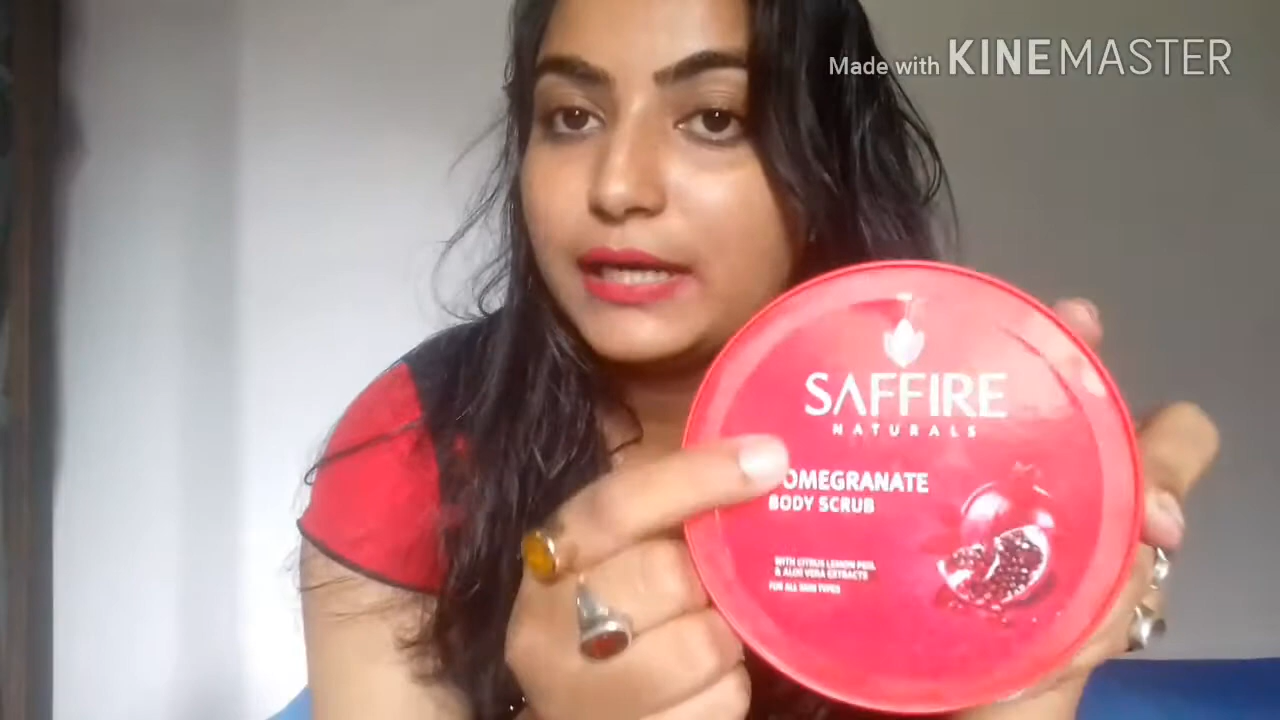 Made with KINEMASTER
SAFFIRE
NATURALS
OMEGRANATE
BODY SCRUB
WITH CITRUS LEMON PEEL
& ALOE VERA EXTRACTS
FOR ALL SKIN TYPES